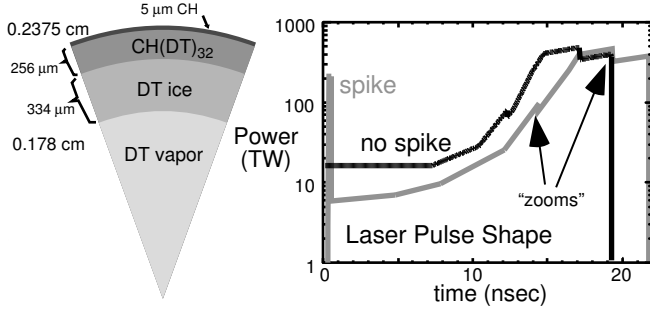 5 μm CH
0.2375 cm
CH(DT)32
256 μm
DT ice
334 μm
0.178 cm
DT vapor
Power
(TW)
1000
100
10
1
spike
no spike
"zooms"
Laser Pulse Shape
0
10
20
time (nsec)